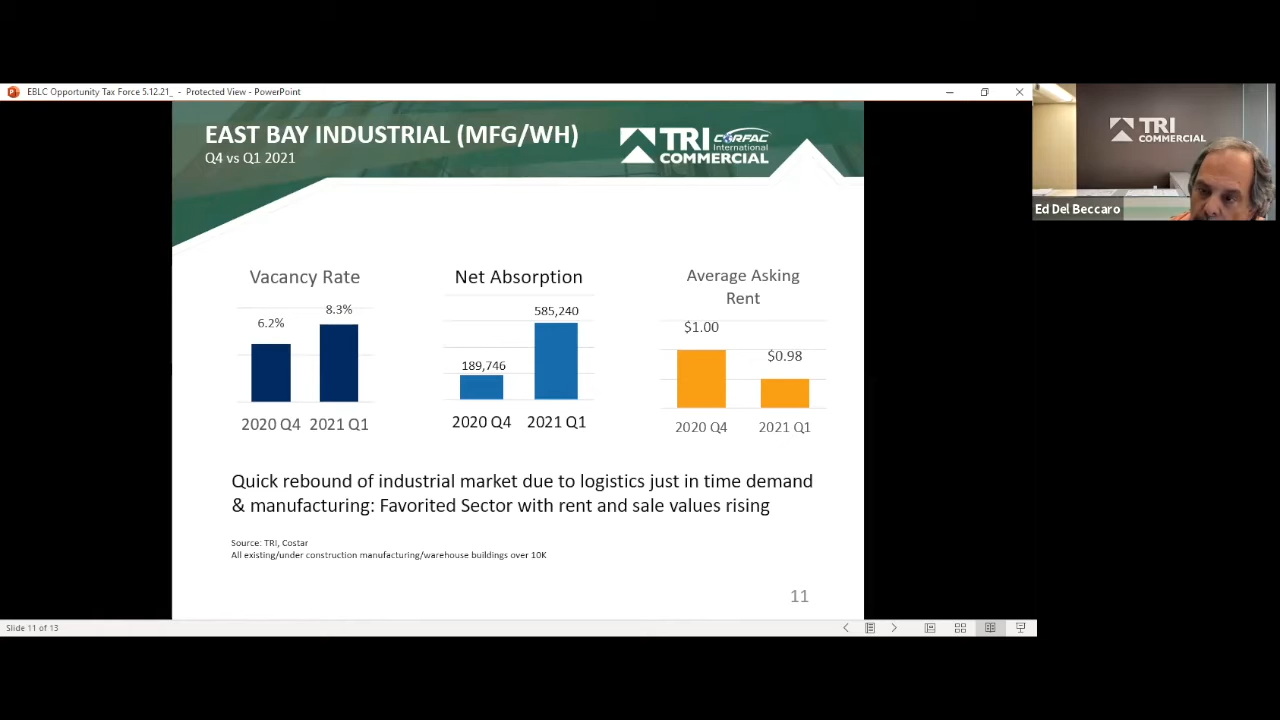 EBLC Opportunity Tax Force 5.12.21_ - Protected View - PowerPoint
EAST BAY INDUSTRIAL (MFG/WH)
Q4 vs Q1 2021
TRI
COMMERCIAL
CORFAC
International
TRI
COMMERCIAL
Ed Del Beccaro
Vacancy Rate
6.2%
8.3%
2020 Q4
2021 Q1
Net Absorption
189,746
585,240
2020 Q4
2021 Q1
Average Asking
Rent
$1.00
$0.98
2020 Q4
2021 Q1
Quick rebound of industrial market due to logistics just in time demand
& manufacturing: Favorited Sector with rent and sale values rising
Source: TRI, Costar
All existing/under construction manufacturing/warehouse buildings over 10K
11
Slide 11 of 13